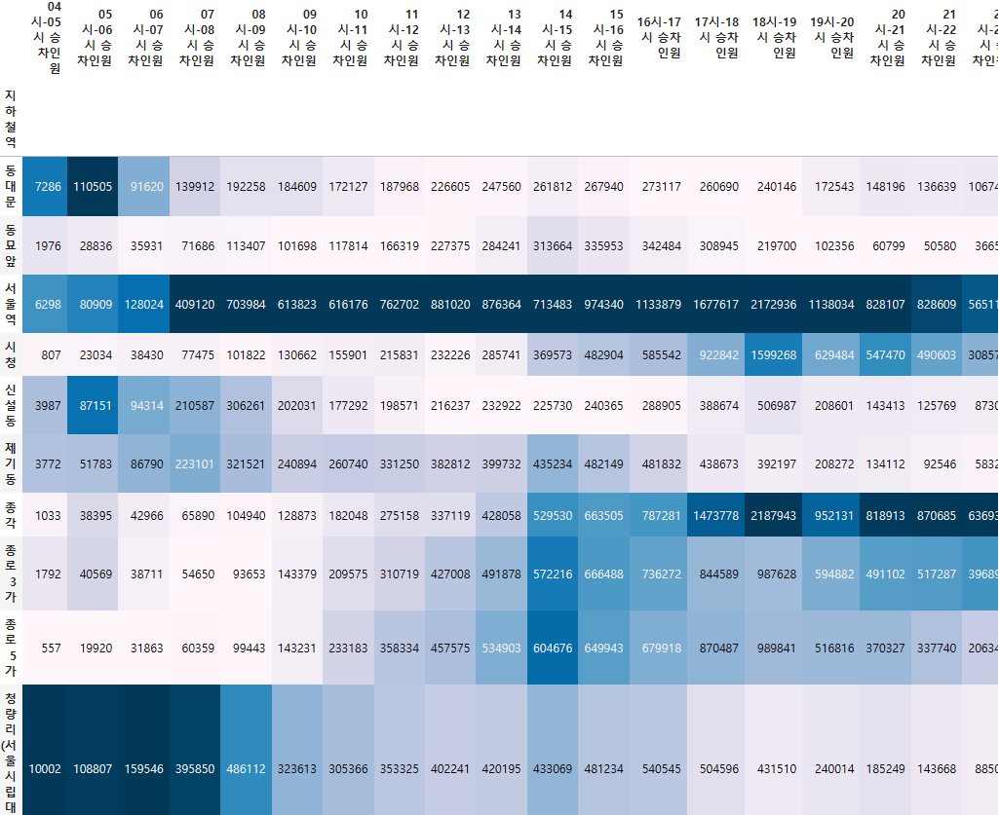 04시-05시 승차인원 05시-06시 승차인원 06시-07시 승차인원 07시-08시 승차인원 08시-09시 승차인원 09시-10시 승차인원 10시-11시 승차인원 11시-12시 승차인원 12시-13시 승차인원 13시-14시 승차인원 14시-15시 승차인원 15시-16시 승차인원 16시-17시 승차인원 17시-18시 승차인원 18시-19시 승차인원 19시-20시 승차인원 20시-21시 승차인원 21시-22시 승차인원
지하철역
동대문 7286 110505 91620 139912 192258 184609 172127 187968 226605 247560 261812 267940 273117 260690 240146 172543 148196 136639 10674
동묘앞 1976 28836 35931 71686 113407 101698 117814 166319 227375 284241 313664 335953 342484 308945 219700 102356 60799 50580 3665
서울역 6298 80909 128024 409120 703984 613823 616176 762702 881020 876364 713483 974340 1133879 1677617 2172936 1138034 828107 828609 56511
시청 807 23034 38430 77475 101822 130662 155901 215831 232226 285741 369573 482904 585542 922842 1599268 629484 547470 490603 30857
신설동 3987 87151 94314 210587 306261 202031 177292 198571 216237 232922 225730 240365 288905 388674 506987 208601 143413 125769 8730
제기동 3772 51783 86790 223101 321521 240894 260740 331250 382812 399732 435234 482149 481832 438673 392197 208272 134112 92546 5832
종각 1033 38395 42966 65890 104940 128873 182048 275158 337119 428058 529530 663505 787281 1473778 2187943 952131 818913 870685 63693
종로3가 1792 40569 38711 54650 93653 143379 209575 310719 427008 491878 572216 666488 736272 844589 987628 594882 491102 517287 39689
종로5가 557 19920 31863 60359 99443 143231 233183 358334 457575 534903 604676 649943 679918 870487 989841 516816 370327 337740 20634
청량리(서울시립대 10002 108807 159546 395850 486112 323613 305366 353325 402241 420195 433069 481234 540545 504596 431510 240014 185249 143668 8850